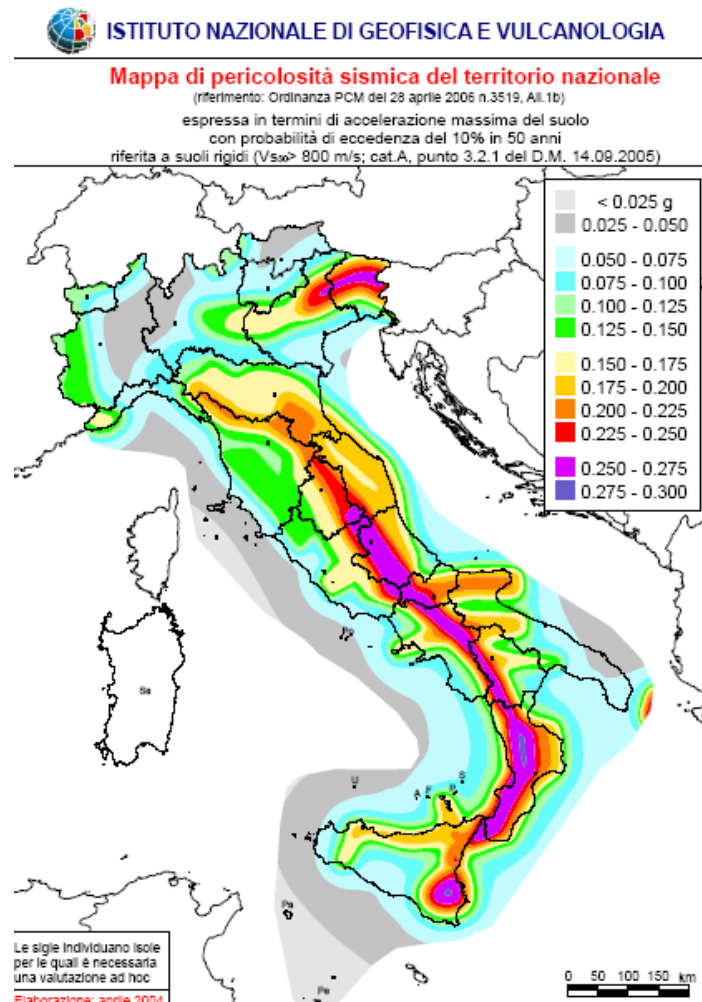 ISTITUTO NAZIONALE DI GEOFISICA E VULCANOLOGIA
Mappa di pericolosità sismica del territorio nazionale
(riferimento: Ordinanza PCM del 28 aprile 2006 n.3519, All.1b)
espressa in termini di accelerazione massima del suolo
con probabilità di eccedenza del 10% in 50 anni
riferita a suoli rigidi (Vs₃₀> 800 m/s; cat.A, punto 3.2.1 del D.M. 14.09.2005)
< 0.025 g
0.025 - 0.050
0.050 - 0.075
0.075 - 0.100
0.100 - 0.125
0.125 - 0.150
0.150 - 0.175
0.175 - 0.200
0.200 - 0.225
0.225 - 0.250
0.250 - 0.275
0.275 - 0.300
Sa
U
A
F
P
S
Pa
Pe
Le sigle individuano isole
per le quali è necessaria
una valutazione ad hoc
Elaborazione: aprile 2004
0 50 100 150 km